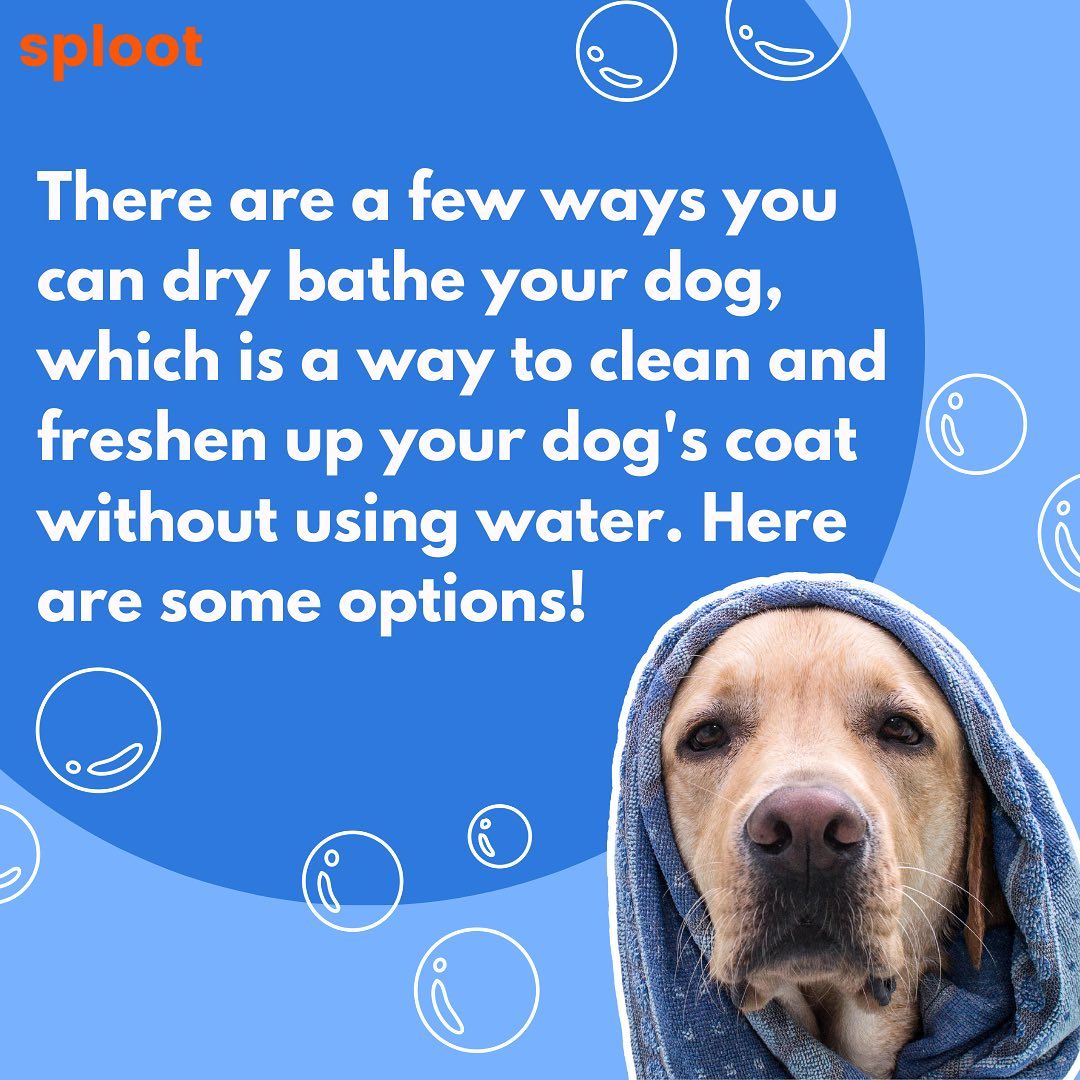 sploot
There are a few ways you
can dry bathe your dog,
which is a way to clean and
freshen up your dog's coat
without using water. Here
are some options!